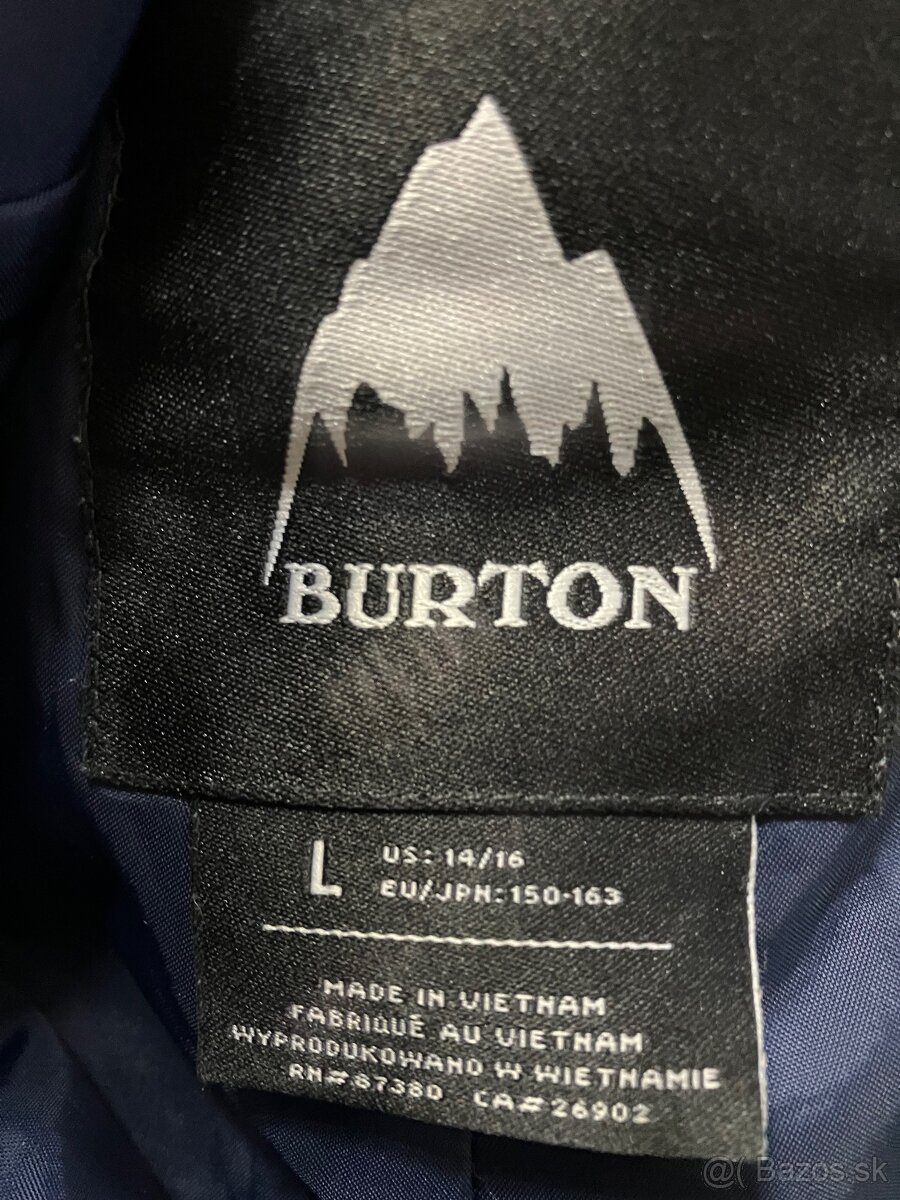 BURTON
L
US: 14/16
EU/JPN: 150-163
MADE IN VIETNAM
FABRIQUÉ AU VIETNAM
WYPRODUKOWANO W WIETNAMIE
RN# 87380 CA# 26902
@( Bazos.sk